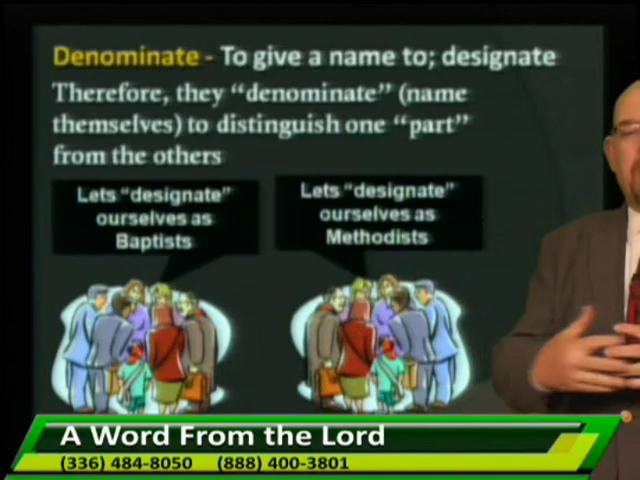 Denominate - To give a name to; designate
Therefore, they “denominate” (name
themselves) to distinguish one “part”
from the others
Lets “designate”
ourselves as
Baptists
Lets “designate”
ourselves as
Methodists
A Word From the Lord
(336) 484-8050 (888) 400-3801